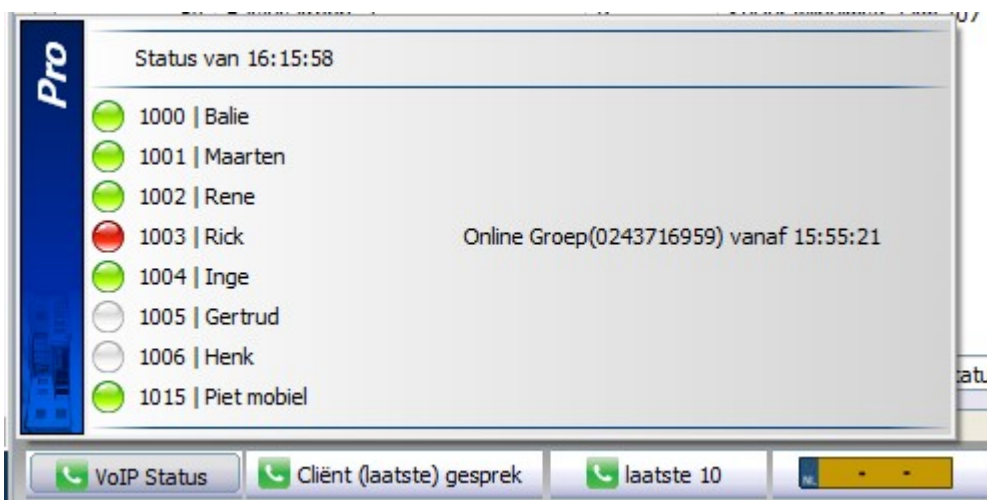 Pro
Status van 16:15:58
1000 | Balie
1001 | Maarten
1002 | Rene
1003 | Rick Online Groep(0243716959) vanaf 15:55:21
1004 | Inge
1005 | Gertrud
1006 | Henk
1015 | Piet mobiel
VoIP Status Cliënt (laatste) gesprek laatste 10 NL - -